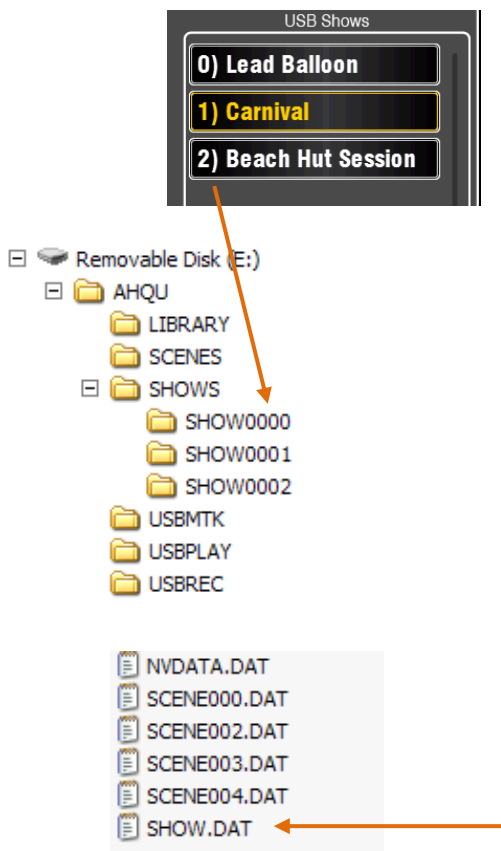 USB Shows
0) Lead Balloon
1) Carnival
2) Beach Hut Session
Removable Disk (E:)
AHQU
LIBRARY
SCENES
SHOWS
SHOW0000
SHOW0001
SHOW0002
USBMTK
USBPLAY
USBREC
NVDATA.DAT
SCENE000.DAT
SCENE002.DAT
SCENE003.DAT
SCENE004.DAT
SHOW.DAT